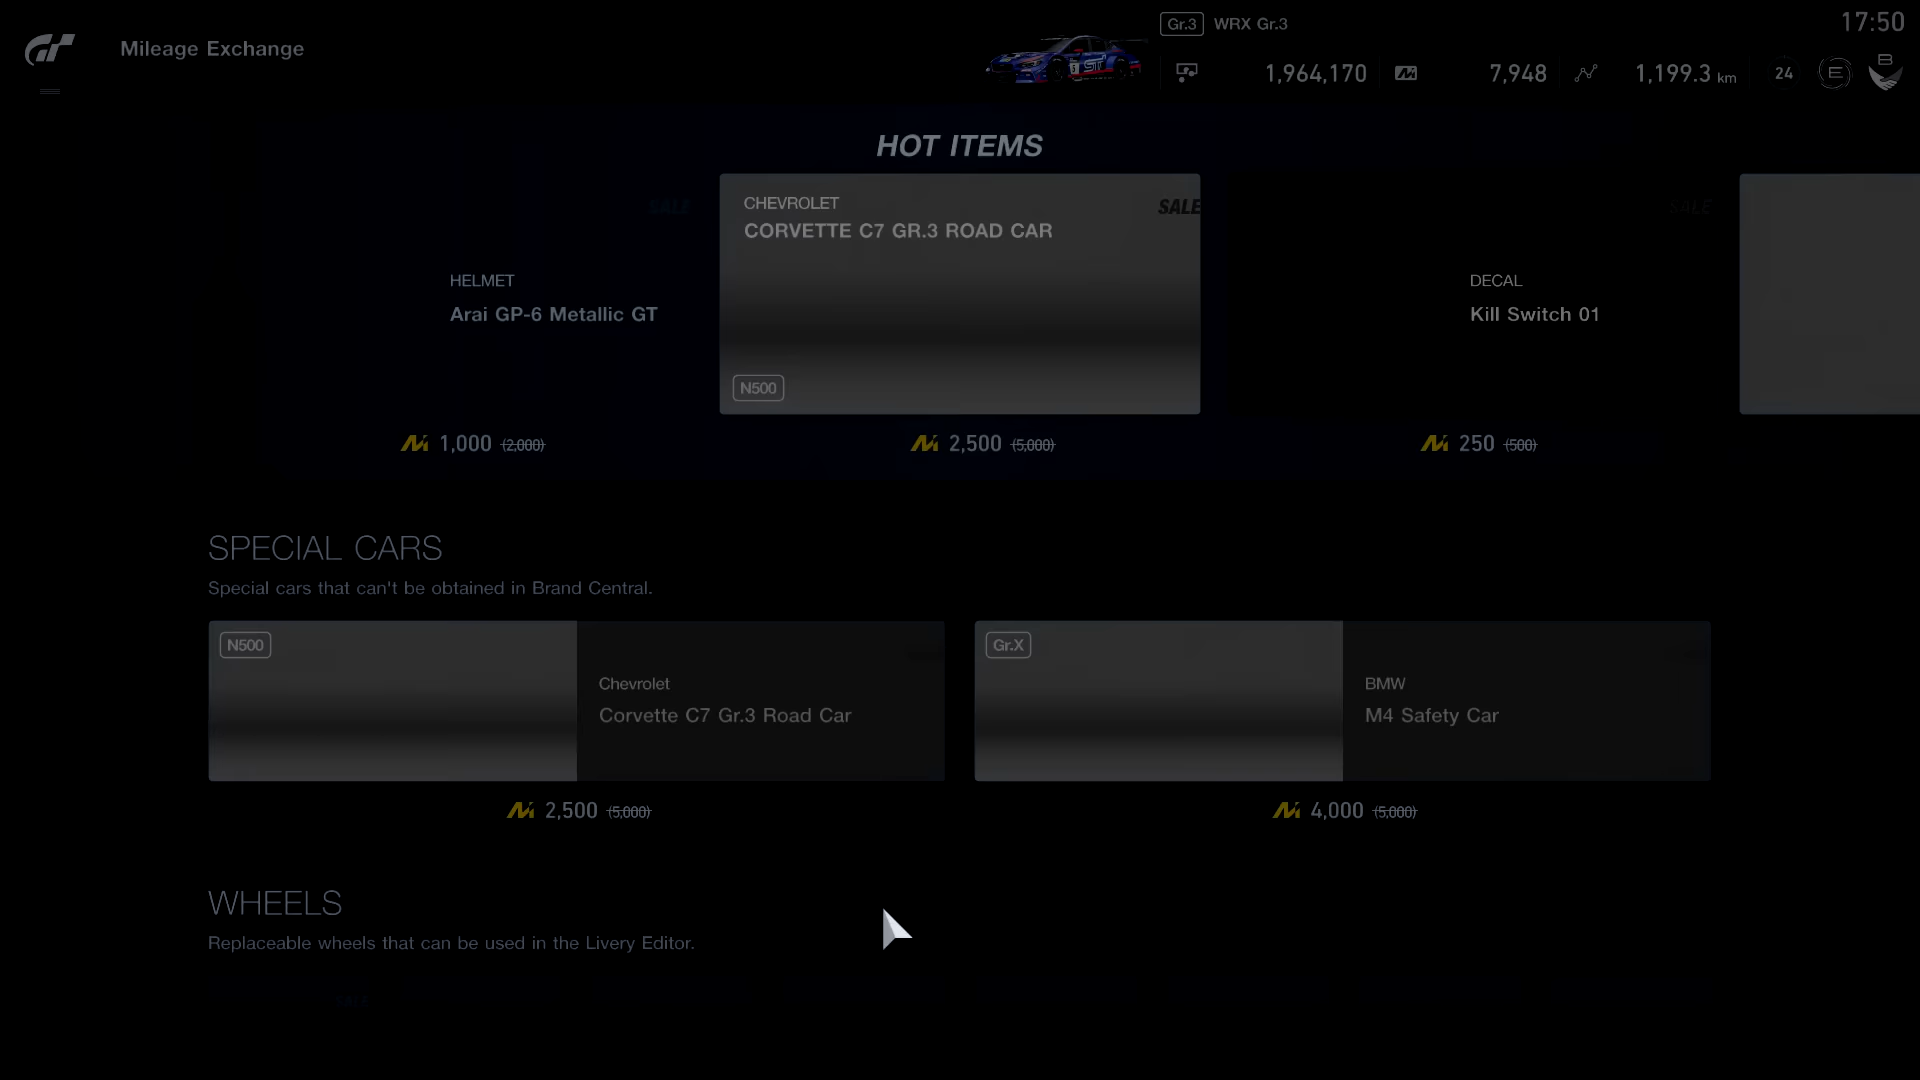 Gr.3 WRX Gr.3
17:50
Mileage Exchange
1,964,170 7,948 1,199.3 km 24 E B
HOT ITEMS
SALE
HELMET
Arai GP-6 Metallic GT
1,000 (2,000)
CHEVROLET
CORVETTE C7 GR.3 ROAD CAR
SALE
N500
2,500 (5,000)
SALE
DECAL
Kill Switch 01
250 (500)
SPECIAL CARS
Special cars that can't be obtained in Brand Central.
N500
Chevrolet
Corvette C7 Gr.3 Road Car
2,500 (5,000)
Gr.X
BMW
M4 Safety Car
4,000 (5,000)
WHEELS
Replaceable wheels that can be used in the Livery Editor.
SALE